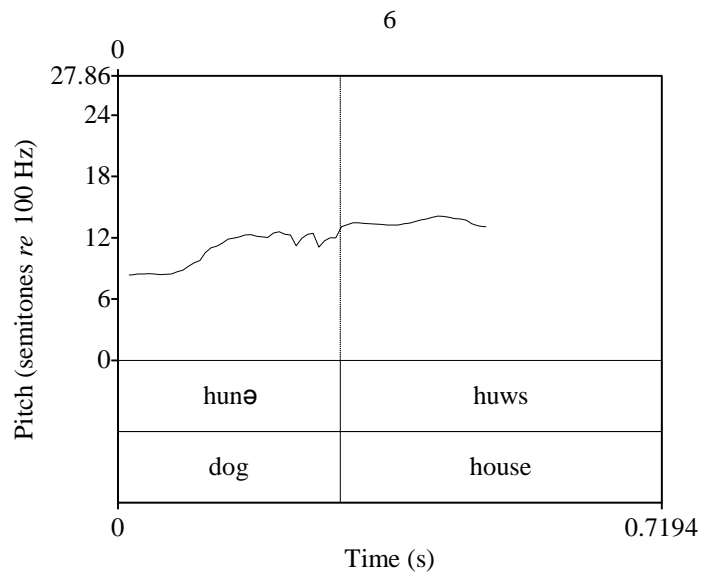 6
0
27.86
24
18
12
6
0
Pitch (semitones re 100 Hz)
hunə huws
dog house
0 0.7194
Time (s)